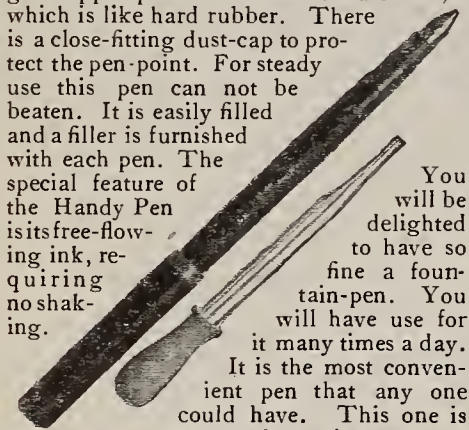 which is like hard rubber. There
is a close-fitting dust-cap to pro-
tect the pen-point. For steady
use this pen can not be
beaten. It is easily filled
and a filler is furnished
with each pen. The
special feature of
the Handy Pen
is its free-flow-
ing ink, re-
quiring
no shak-
ing.
You
will be
delighted
to have so
fine a foun-
tain-pen. You
will have use for
it many times a day.
It is the most conven-
ient pen that any one
could have. This one is